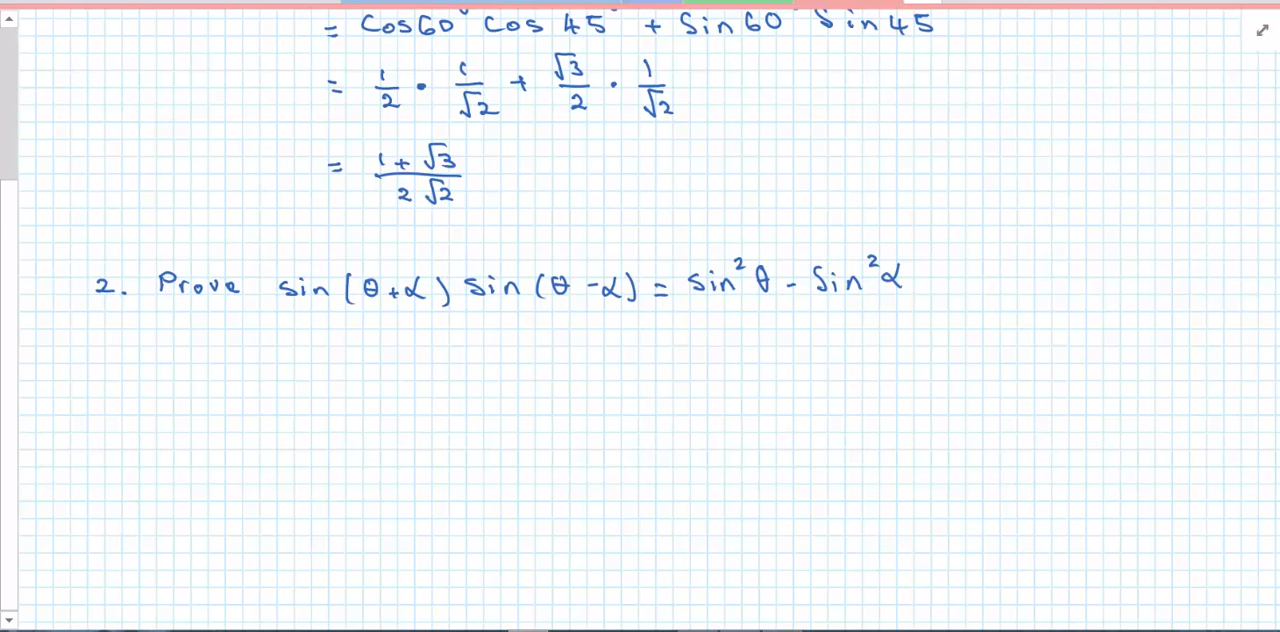 = Cos60° cos 45° + Sin 60° Sin 45
= 1/2 · 1/√2 + √3/2 · 1/√2
= (1 + √3)/(2√2)
2. Prove sin(θ+α) sin(θ-α) = sin²θ - Sin²α